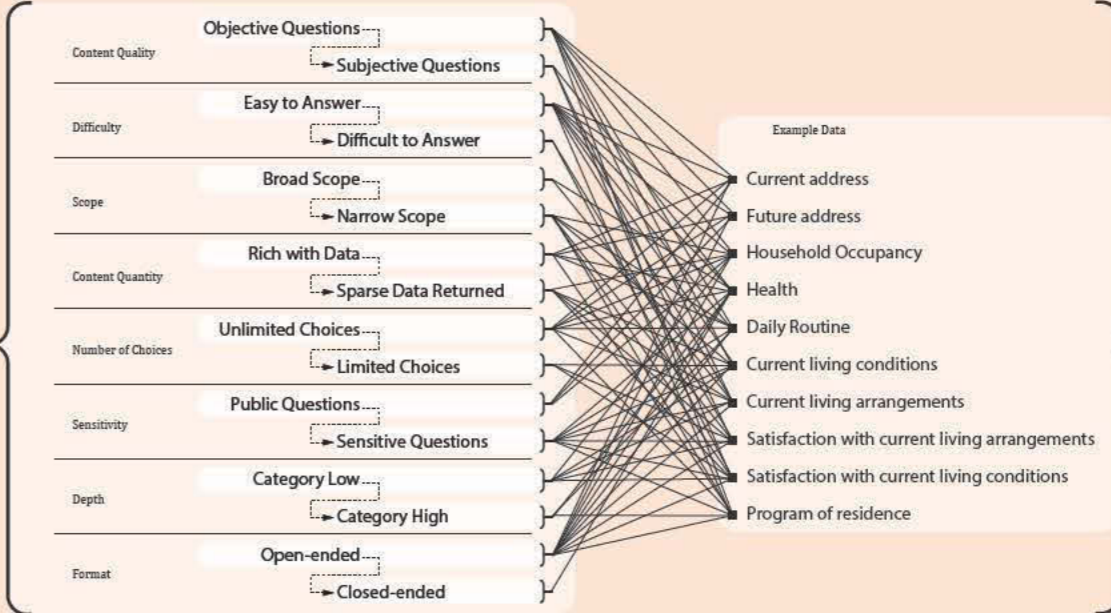 Content Quality
Objective Questions
Subjective Questions
Difficulty
Easy to Answer
Difficult to Answer
Scope
Broad Scope
Narrow Scope
Content Quantity
Rich with Data
Sparse Data Returned
Number of Choices
Unlimited Choices
Limited Choices
Sensitivity
Public Questions
Sensitive Questions
Depth
Category Low
Category High
Format
Open-ended
Closed-ended
Example Data
Current address
Future address
Household Occupancy
Health
Daily Routine
Current living conditions
Current living arrangements
Satisfaction with current living arrangements
Satisfaction with current living conditions
Program of residence